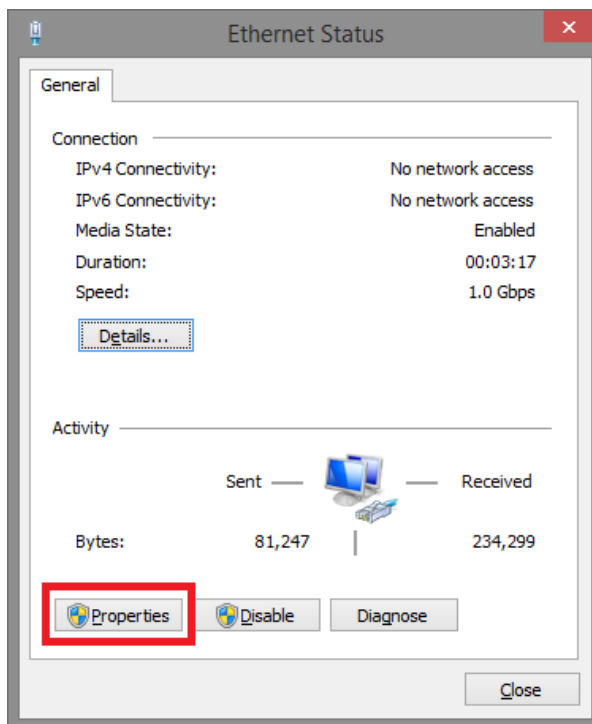 Ethernet Status
General
Connection
IPv4 Connectivity: No network access
IPv6 Connectivity: No network access
Media State: Enabled
Duration: 00:03:17
Speed: 1.0 Gbps
Details...
Activity
Sent Received
Bytes: 81,247 234,299
Properties Disable Diagnose
Close